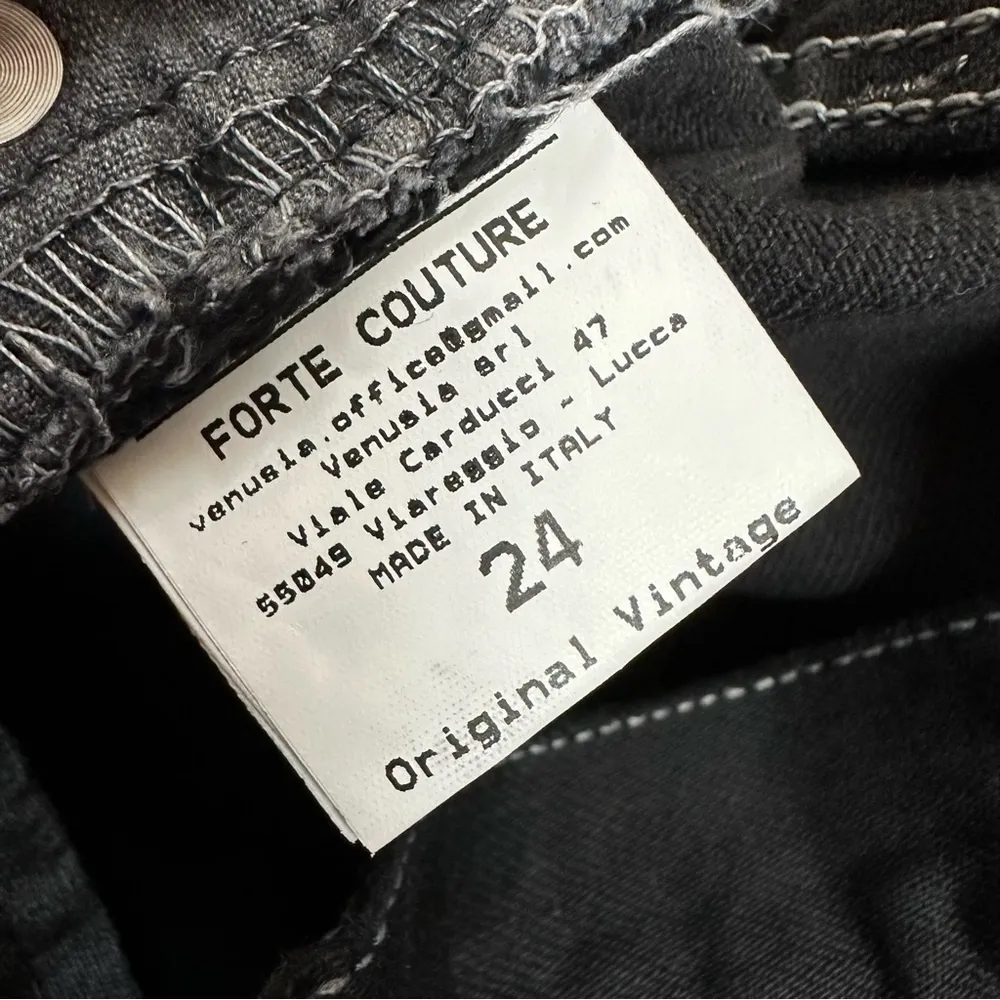 FORTE COUTURE
venusia.office@gmail.com
Venusia srl
Viale Carducci 47
55049 Viareggio - Lucca
MADE IN ITALY
24
Original Vintage